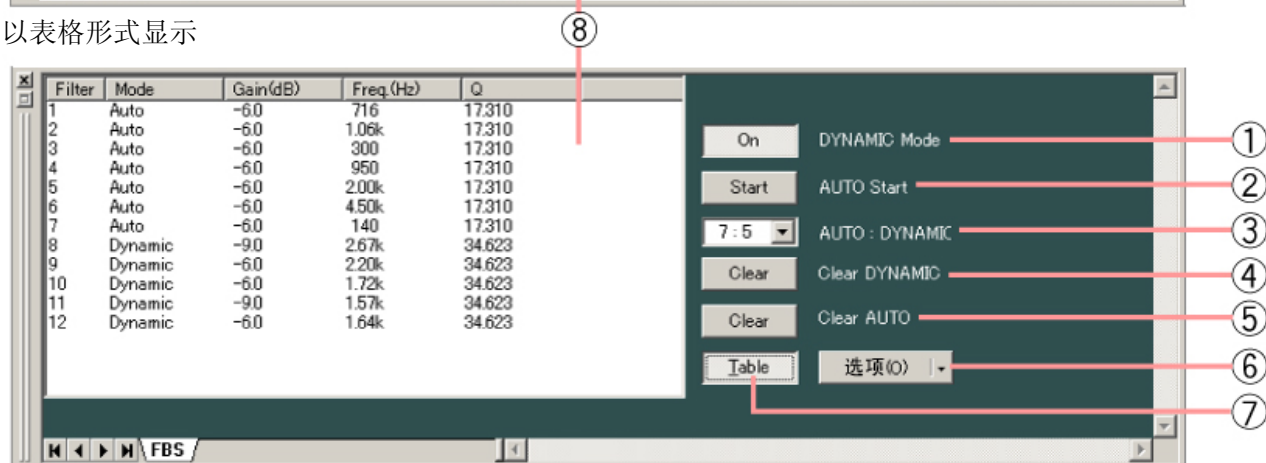 ⑧
以表格形式显示
Filter Mode Gain(dB) Freq.(Hz) Q
1 Auto -6.0 716 17.310
2 Auto -6.0 1.06k 17.310
3 Auto -6.0 300 17.310
4 Auto -6.0 950 17.310
5 Auto -6.0 2.00k 17.310
6 Auto -6.0 4.50k 17.310
7 Auto -6.0 140 17.310
8 Dynamic -9.0 2.67k 34.623
9 Dynamic -6.0 2.20k 34.623
10 Dynamic -6.0 1.72k 34.623
11 Dynamic -9.0 1.57k 34.623
12 Dynamic -6.0 1.64k 34.623
On DYNAMIC Mode ①
Start AUTO Start ②
7 : 5 AUTO : DYNAMIC ③
Clear Clear DYNAMIC ④
Clear Clear AUTO ⑤
Table 选项(O) ⑥
⑦
FBS